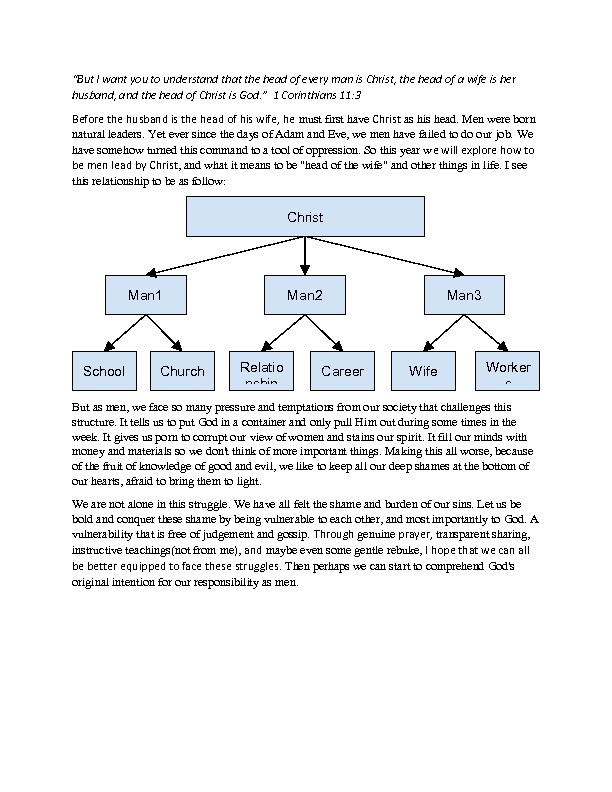 “But I want you to understand that the head of every man is Christ, the head of a wife is her
husband, and the head of Christ is God.”  1 Corinthians 11:3
Before the husband is the head of his wife, he must first have Christ as his head. Men were born
natural leaders. Yet ever since the days of Adam and Eve, we men have failed to do our job. We
have somehow turned this command to a tool of oppression. So this year we will explore how to
be men lead by Christ, and what it means to be "head of the wife" and other things in life. I see
this relationship to be as follow:
Christ
Man1
Man2
Man3
School
Church
Relatio
nship
Career
Wife
Worker
s
But as men, we face so many pressure and temptations from our society that challenges this
structure. It tells us to put God in a container and only pull Him out during some times in the
week. It gives us porn to corrupt our view of women and stains our spirit. It fill our minds with
money and materials so we don't think of more important things. Making this all worse, because
of the fruit of knowledge of good and evil, we like to keep all our deep shames at the bottom of
our hearts, afraid to bring them to light.
We are not alone in this struggle. We have all felt the shame and burden of our sins. Let us be
bold and conquer these shame by being vulnerable to each other, and most importantly to God. A
vulnerability that is free of judgement and gossip. Through genuine prayer, transparent sharing,
instructive teachings(not from me), and maybe even some gentle rebuke, I hope that we can all
be better equipped to face these struggles. Then perhaps we can start to comprehend God's
original intention for our responsibility as men.